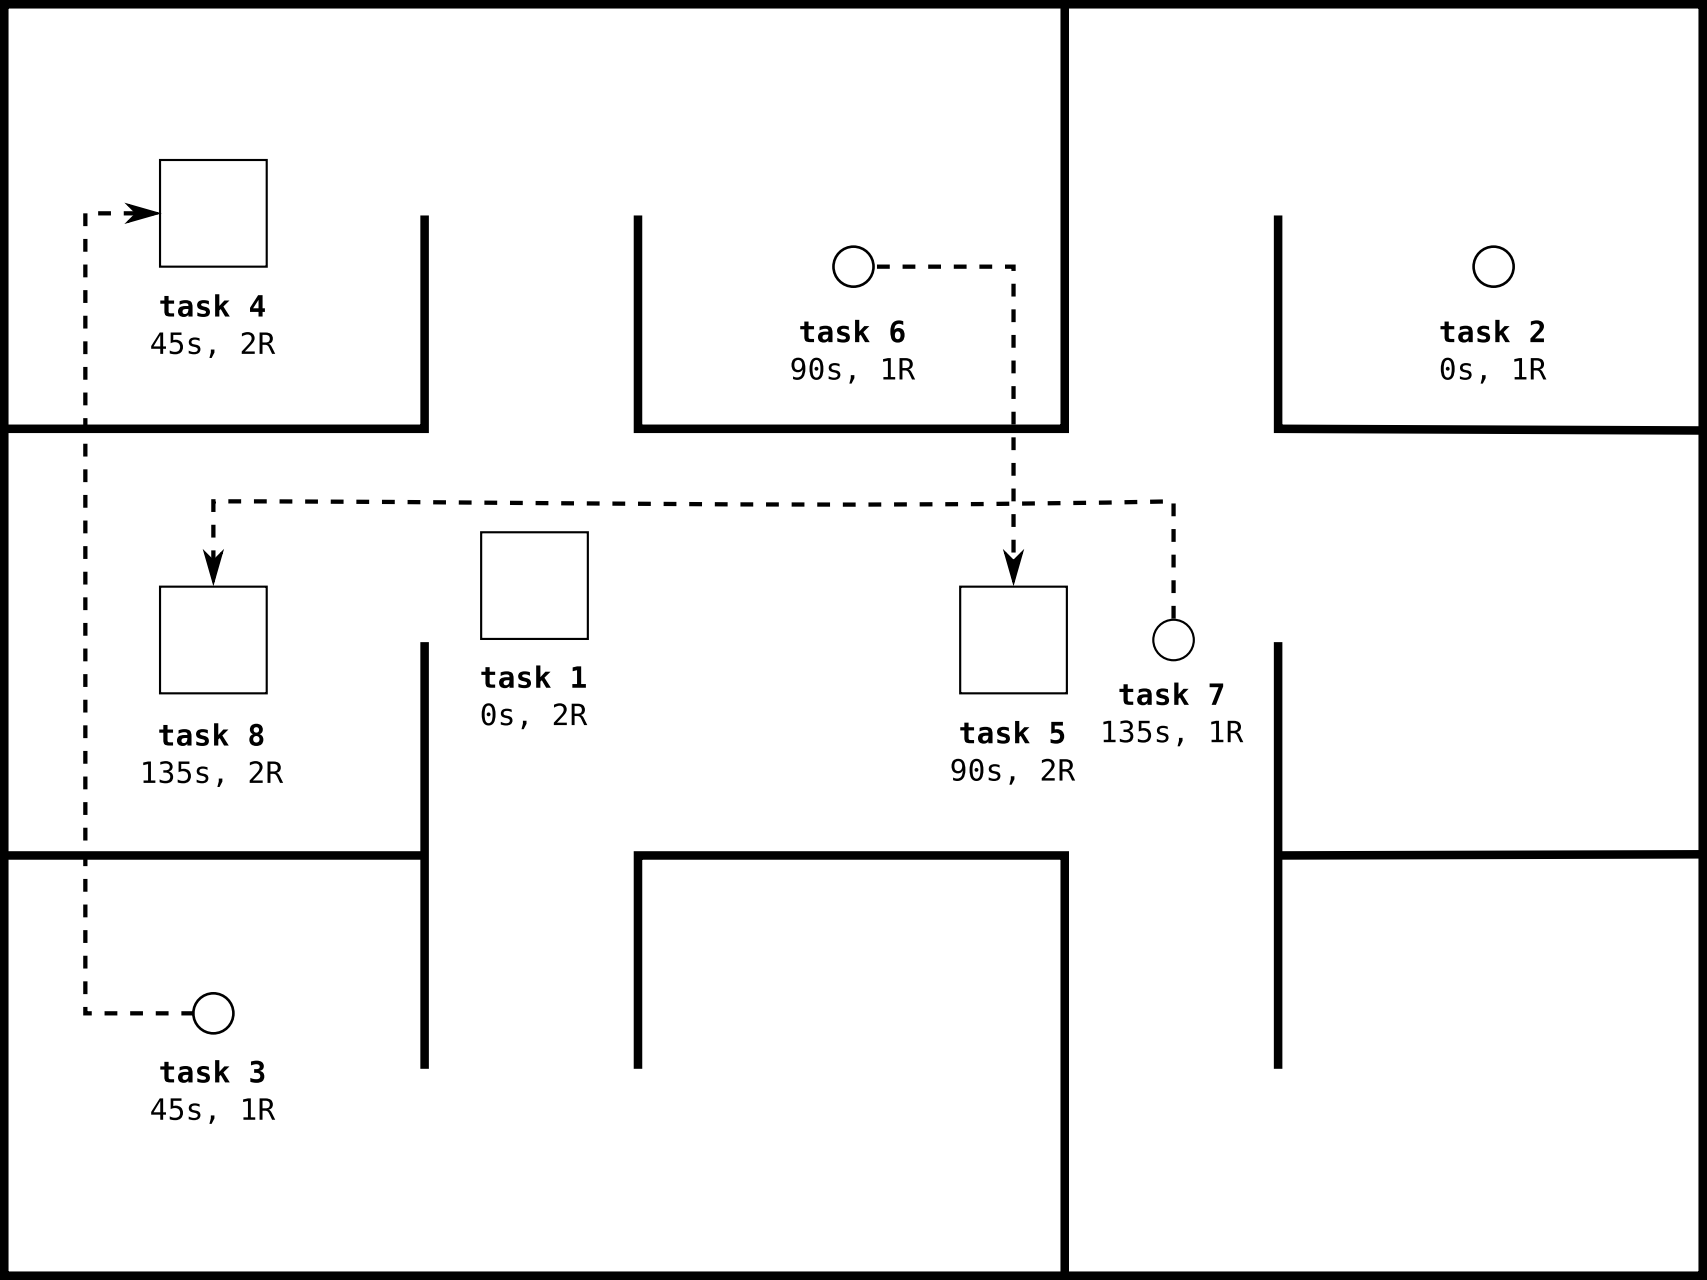 task 4
45s, 2R
task 6
90s, 1R
task 2
0s, 1R
task 8
135s, 2R
task 1
0s, 2R
task 5
90s, 2R
task 7
135s, 1R
task 3
45s, 1R